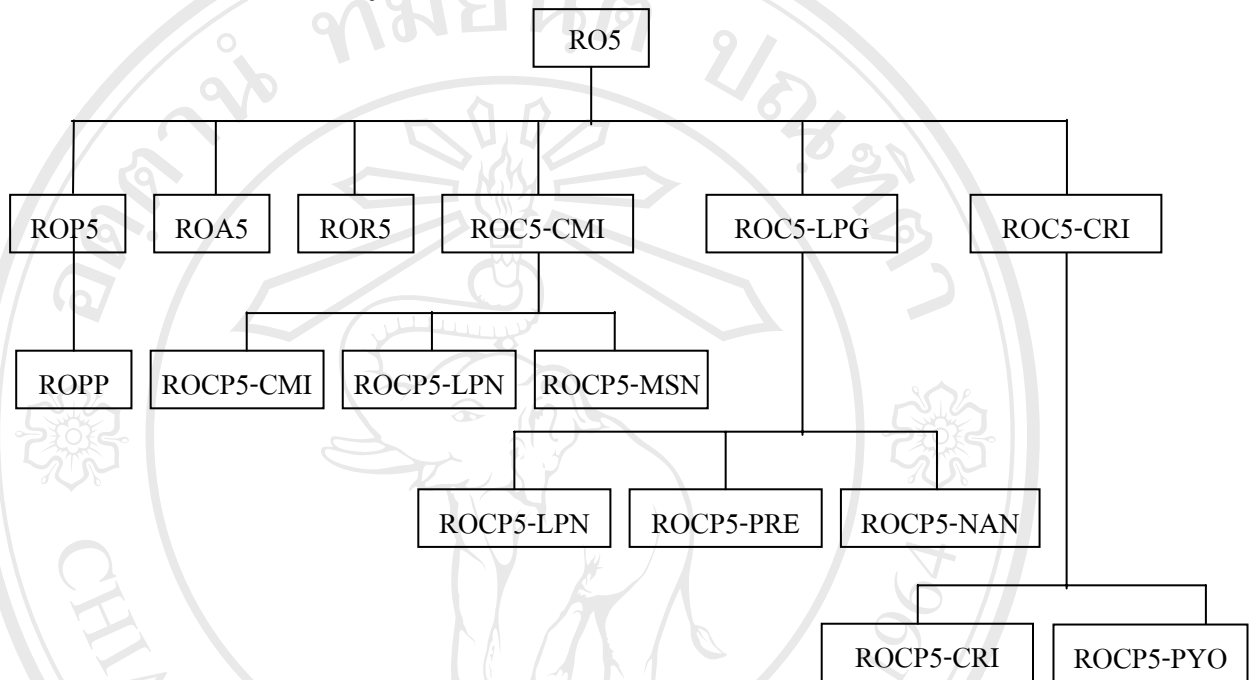 RO5
ROP5 ROA5 ROR5 ROC5-CMI ROC5-LPG ROC5-CRI
ROPP ROCP5-CMI ROCP5-LPN ROCP5-MSN
ROCP5-LPN ROCP5-PRE ROCP5-NAN
ROCP5-CRI ROCP5-PYO